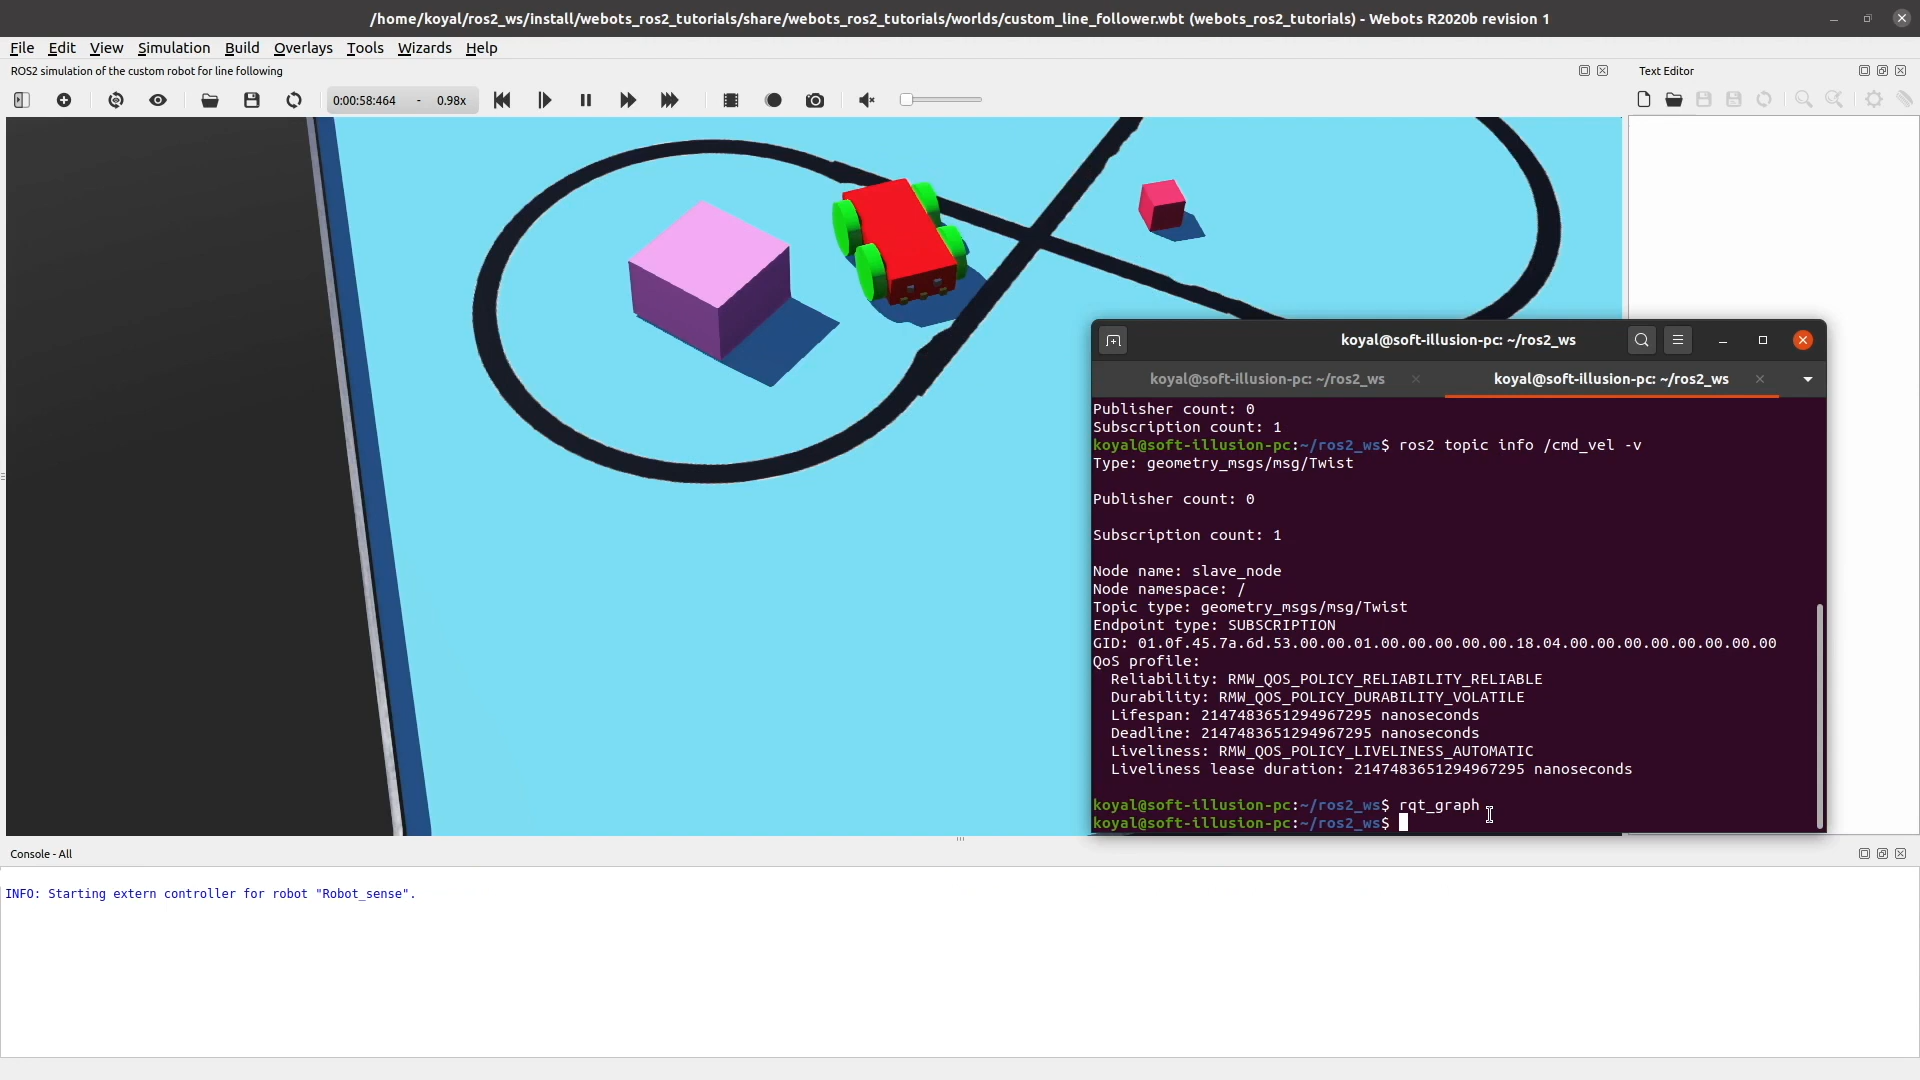 /home/koyal/ros2_ws/install/webots_ros2_tutorials/share/webots_ros2_tutorials/worlds/custom_line_follower.wbt (webots_ros2_tutorials) - Webots R2020b revision 1
File Edit View Simulation Build Overlays Tools Wizards Help
ROS2 simulation of the custom robot for line following
Text Editor
0:00:58:464 - 0.98x
koyal@soft-illusion-pc: ~/ros2_ws
koyal@soft-illusion-pc: ~/ros2_ws
koyal@soft-illusion-pc: ~/ros2_ws
Publisher count: 0
Subscription count: 1
koyal@soft-illusion-pc:~/ros2_ws$ ros2 topic info /cmd_vel -v
Type: geometry_msgs/msg/Twist
Publisher count: 0
Subscription count: 1
Node name: slave_node
Node namespace: /
Topic type: geometry_msgs/msg/Twist
Endpoint type: SUBSCRIPTION
GID: 01.0f.45.7a.6d.53.00.00.01.00.00.00.00.00.18.04.00.00.00.00.00.00.00.00
QoS profile:
Reliability: RMW_QOS_POLICY_RELIABILITY_RELIABLE
Durability: RMW_QOS_POLICY_DURABILITY_VOLATILE
Lifespan: 2147483651294967295 nanoseconds
Deadline: 2147483651294967295 nanoseconds
Liveliness: RMW_QOS_POLICY_LIVELINESS_AUTOMATIC
Liveliness lease duration: 2147483651294967295 nanoseconds
koyal@soft-illusion-pc:~/ros2_ws$ rqt_graph
koyal@soft-illusion-pc:~/ros2_ws$
Console - All
INFO: Starting extern controller for robot "Robot_sense".